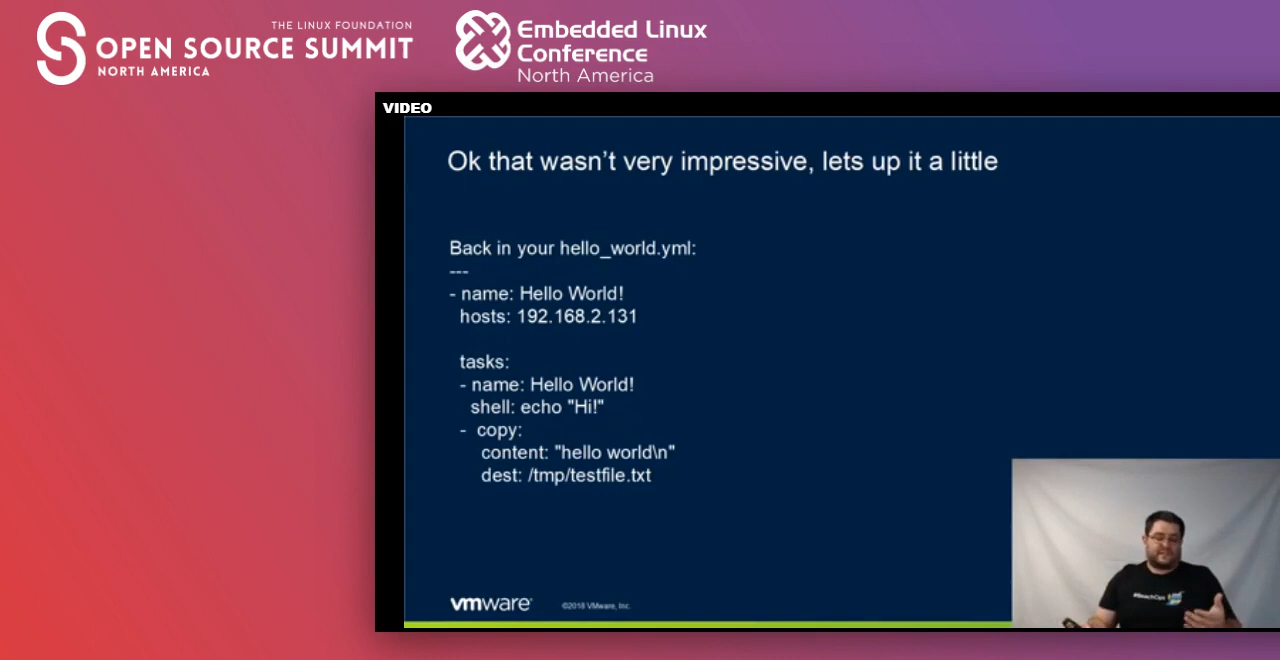 THE LINUX FOUNDATION
OPEN SOURCE SUMMIT
NORTH AMERICA
Embedded Linux
Conference
North America
VIDEO
Ok that wasn't very impressive, lets up it a little
Back in your hello_world.yml:
---
- name: Hello World!
hosts: 192.168.2.131
tasks:
- name: Hello World!
shell: echo "Hi!"
- copy:
content: "hello world\n"
dest: /tmp/testfile.txt
vmware
©2018 VMware, Inc.
#BeachCops